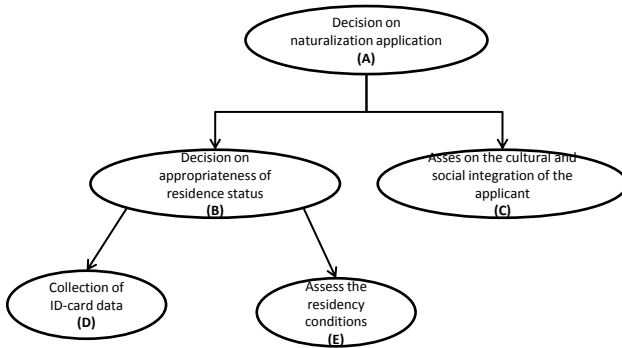 Decision on
naturalization application
(A)
Decision on
appropriateness of
residence status
(B)
Asses on the cultural and
social integration of the
applicant
(C)
Collection of
ID-card data
(D)
Assess the
residency
conditions
(E)